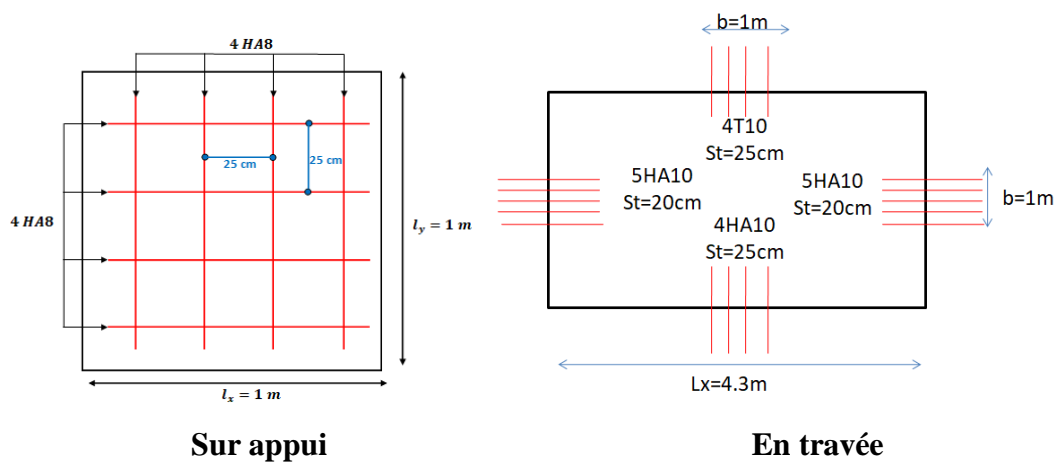 4 HA8
25 cm
25 cm
4 HA8
l_y = 1 m
l_x = 1 m
Sur appui
b=1m
4T10
St=25cm
5HA10
St=20cm
5HA10
St=20cm
b=1m
4HA10
St=25cm
Lx=4.3m
En travée